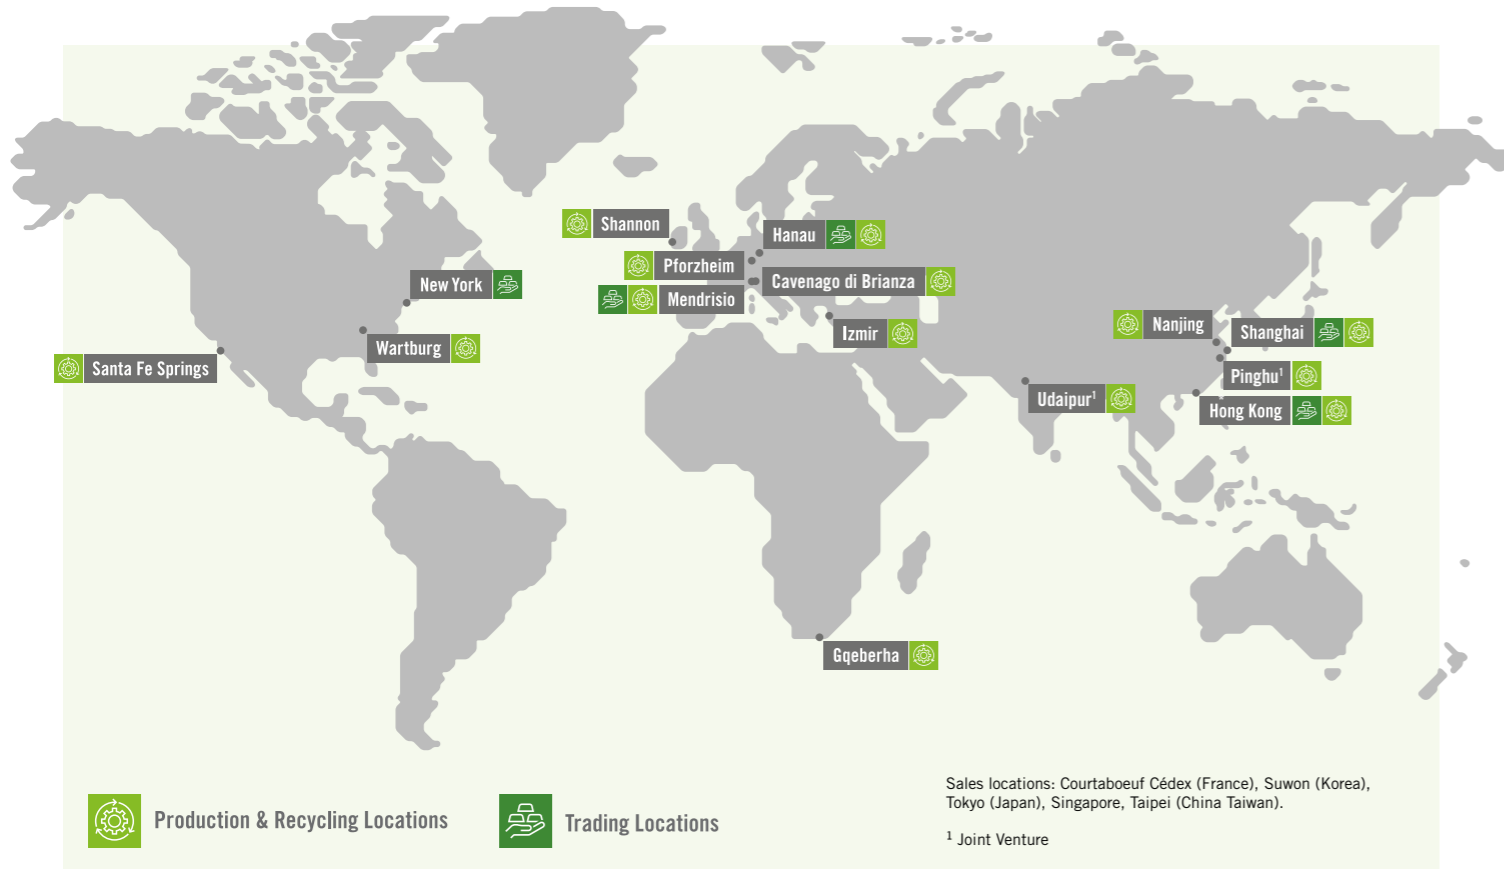 Shannon
Hanau
Pforzheim
Cavenago di Brianza
New York
Mendrisio
Izmir
Nanjing
Shanghai
Wartburg
Santa Fe Springs
Pinghu¹
Udaipur¹
Hong Kong
Gqeberha
Production & Recycling Locations
Trading Locations
Sales locations: Courtaboeuf Cédex (France), Suwon (Korea),
Tokyo (Japan), Singapore, Taipei (China Taiwan).
¹ Joint Venture